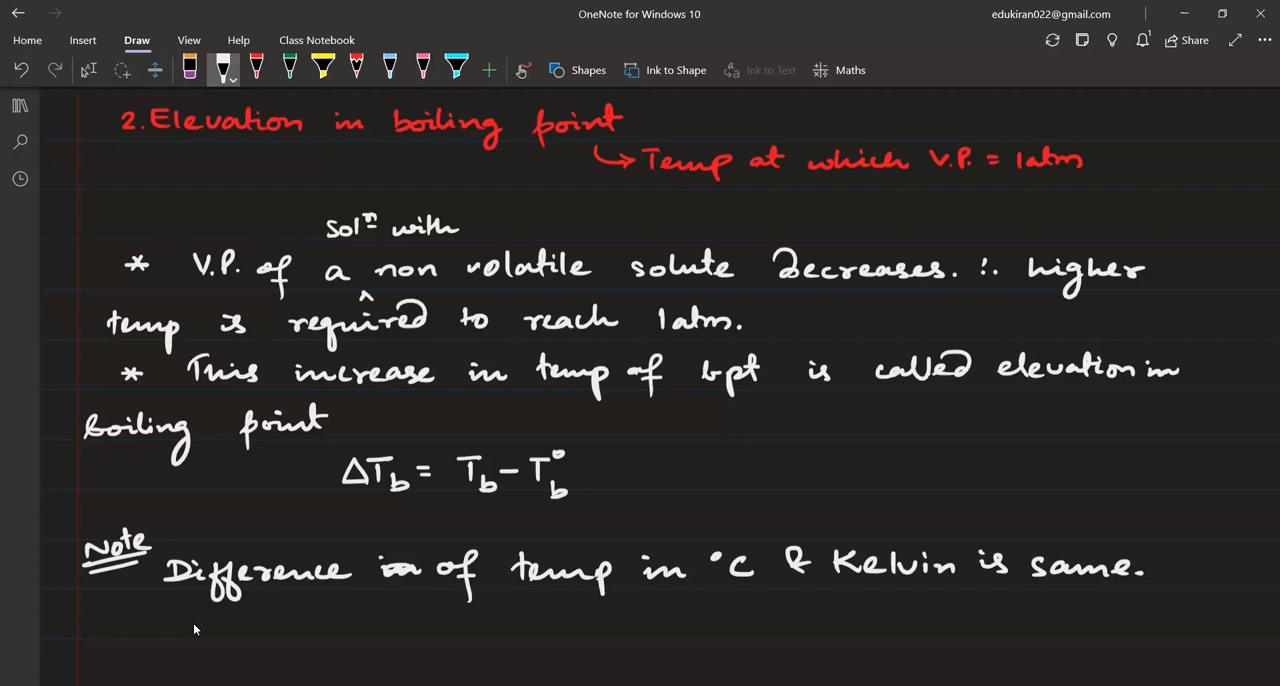 OneNote for Windows 10
edukiran022@gmail.com
Home Insert Draw View Help Class Notebook
Share
Shapes Ink to Shape Ink to Text Maths
2. Elevation in boiling point
↳ Temp at which V.P. = 1atm
Solⁿ with
* V.P. of a ^ non volatile solute Decreases. ∴ higher
temp is required to reach 1atm.
* This increase in temp of b pt is called elevation in
boiling point
ΔTb = Tb - Tb°
Note
Difference of temp in °C & Kelvin is same.